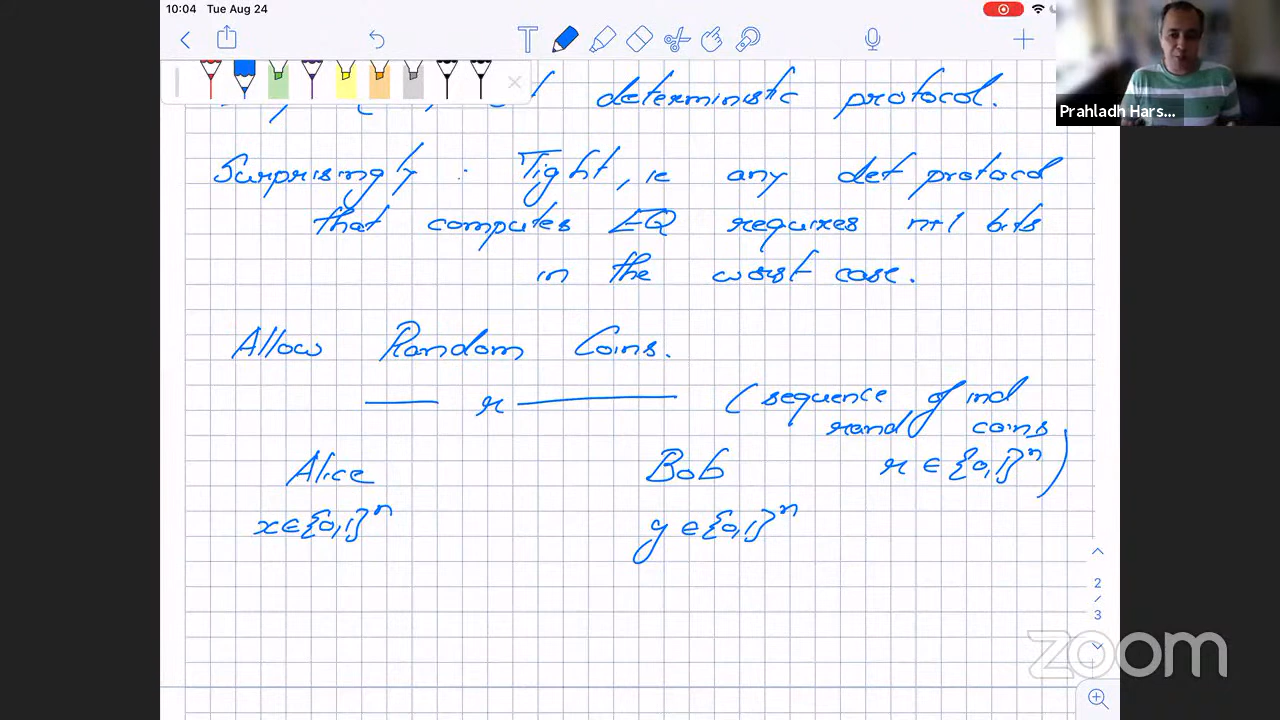 10:04 Tue Aug 24
Prahladh Hars...
deterministic protocol.
Surprisingly : Tight, ie any det protocol
that computes EQ requires n+1 bits
in the worst case.
Allow Random Coins.
r (sequence of ind
rand coins
r ∈ {0,1}ⁿ)
Alice Bob
x∈{0,1}ⁿ y∈{0,1}ⁿ
2
/
3
zoom